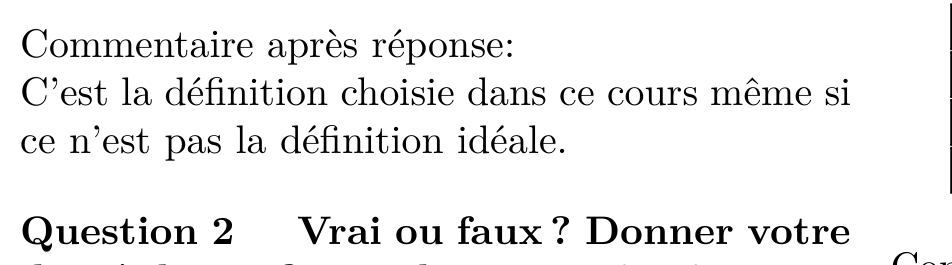 Commentaire après réponse:
C'est la définition choisie dans ce cours même si
ce n'est pas la définition idéale.
Question 2 Vrai ou faux ? Donner votre